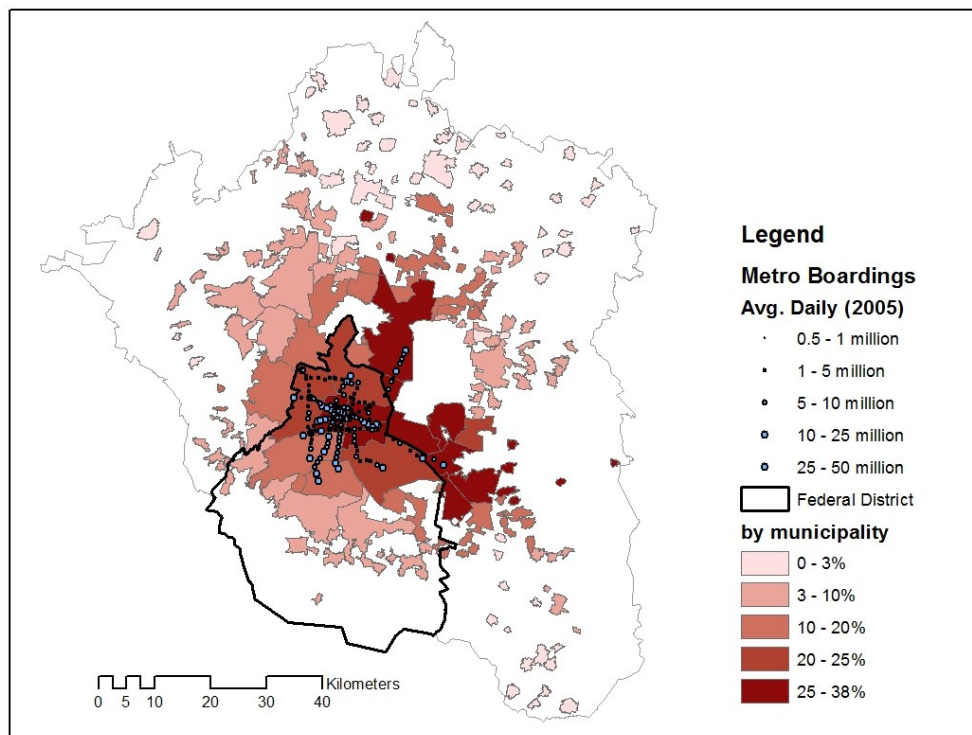 Legend
Metro Boardings
Avg. Daily (2005)
0.5 - 1 million
1 - 5 million
5 - 10 million
10 - 25 million
25 - 50 million
Federal District
by municipality
0 - 3%
3 - 10%
10 - 20%
20 - 25%
25 - 38%
Kilometers
0 5 10 20 30 40